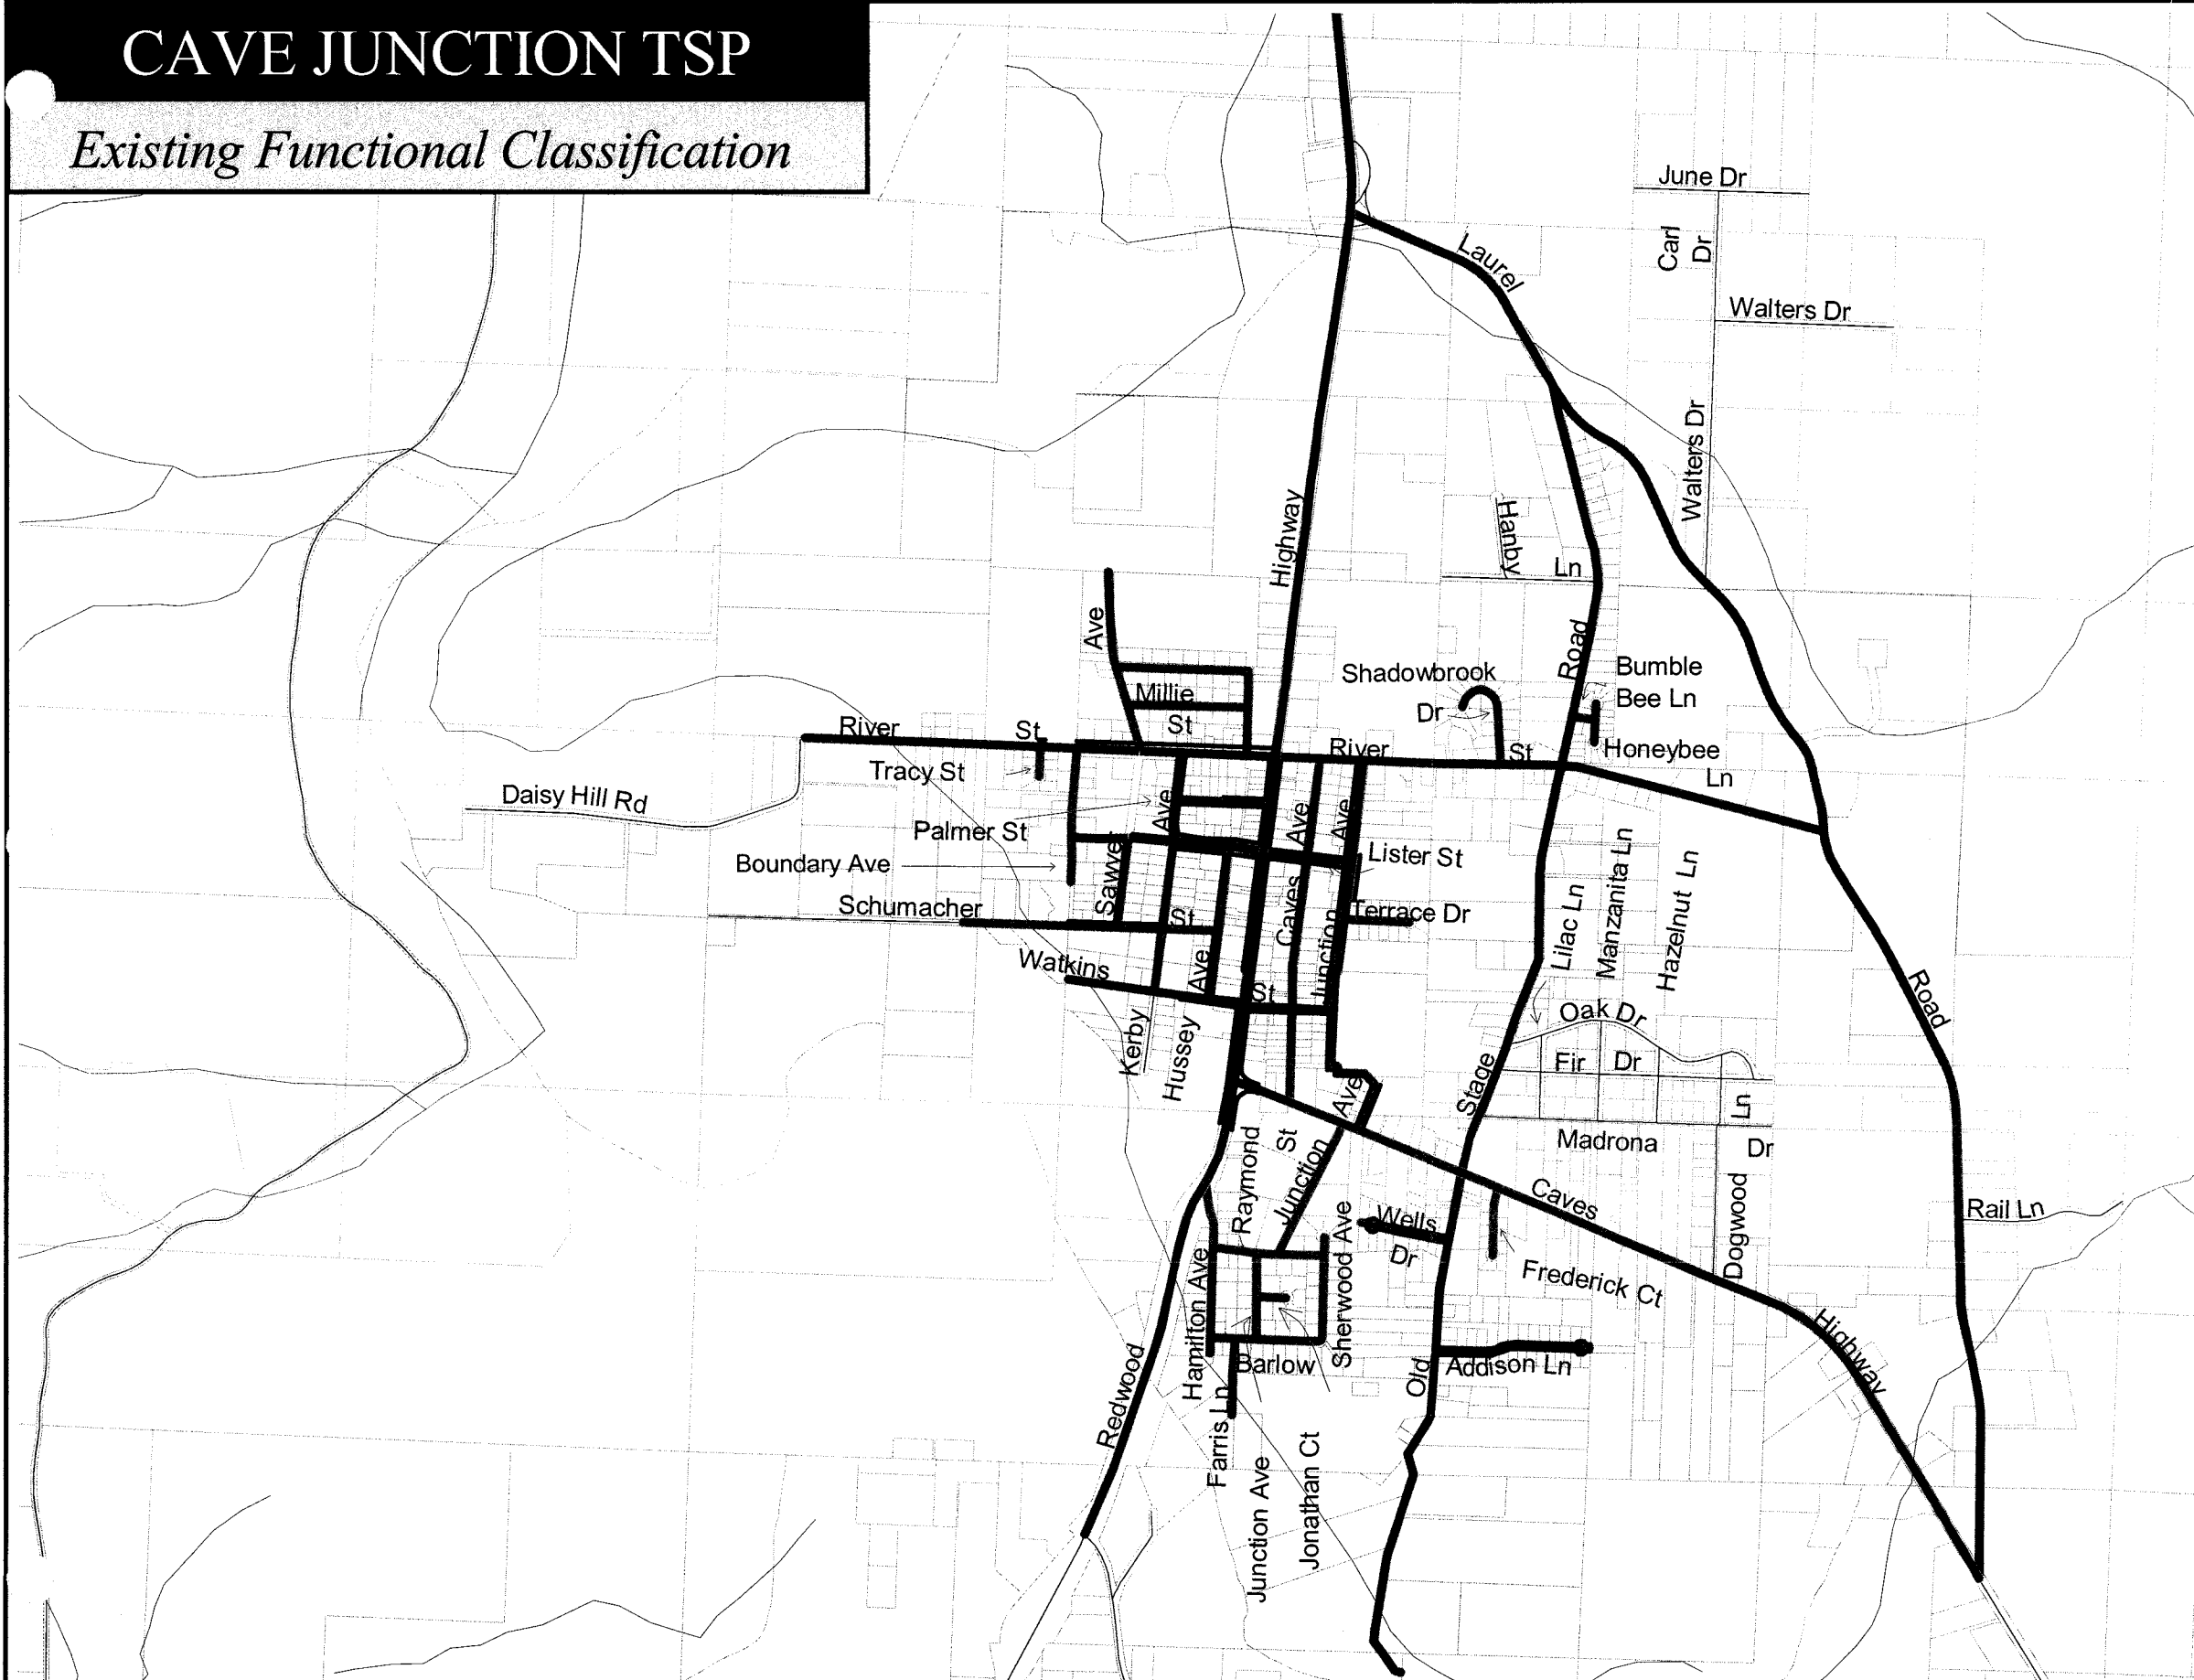 CAVE JUNCTION TSP
Existing Functional Classification
June Dr
Carl
Dr
Laurel
Walters Dr
Walters Dr
Highway
Hanby
Ln
Ave
Road
Shadowbrook
Dr
Bumble
Bee Ln
Millie
St
River
St
River
St
Honeybee
Ln
Tracy St
Daisy Hill Rd
Palmer St
Ave
Ave
Ave
Lister St
Boundary Ave
Sawyer
Schumacher
St
Caves
Junction
Terrace Dr
Lilac Ln
Manzanita Ln
Hazelnut Ln
Watkins
Ave
St
Road
Oak Dr
Kerby
Hussey
Fir
Dr
Stage
Ave
Ln
Madrona
Dr
Raymond
St
Junction
Sherwood Ave
Wells
Dr
Caves
Dogwood
Rail Ln
Hamilton Ave
Frederick Ct
Highway
Redwood
Barlow
Old
Addison Ln
Farris Ln
Junction Ave
Jonathan Ct